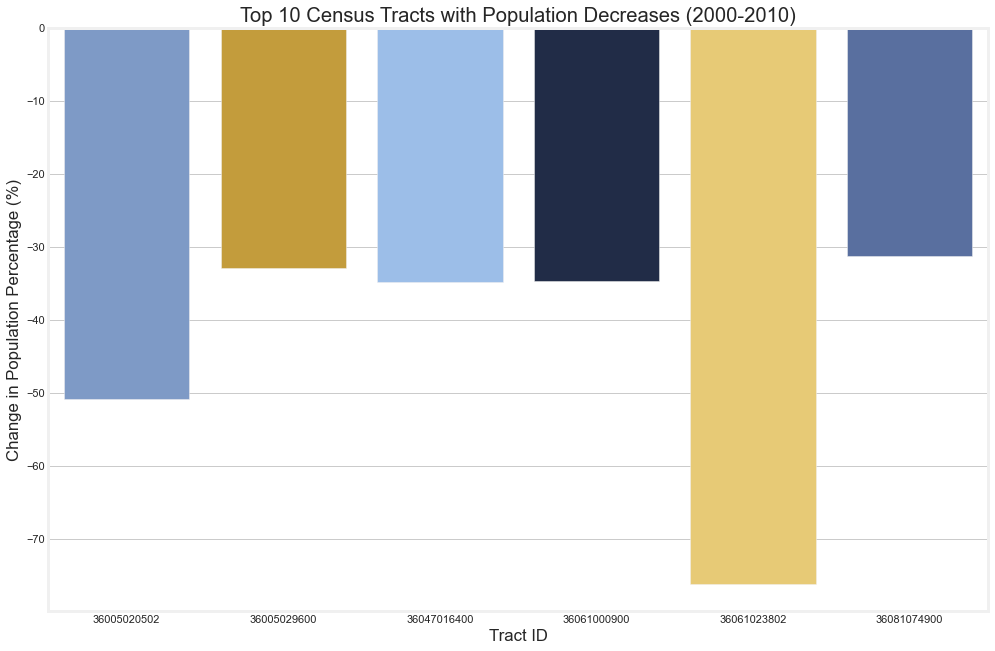 Top 10 Census Tracts with Population Decreases (2000-2010)
Change in Population Percentage (%)
0
−10
−20
−30
−40
−50
−60
−70
36005020502 36005029600 36047016400 36061000900 36061023802 36081074900
Tract ID